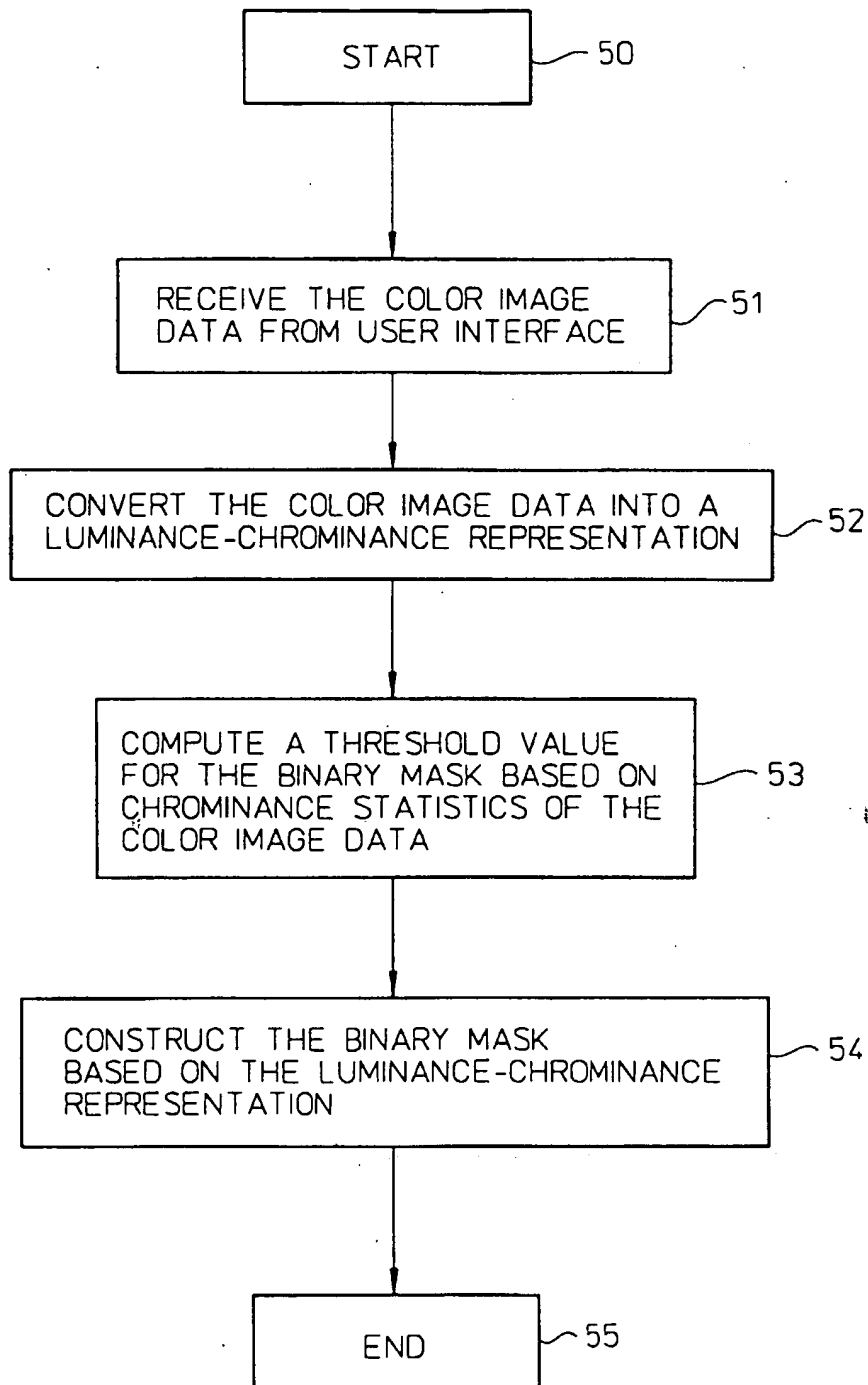 START
50
RECEIVE THE COLOR IMAGE
DATA FROM USER INTERFACE
51
CONVERT THE COLOR IMAGE DATA INTO A
LUMINANCE-CHROMINANCE REPRESENTATION
52
COMPUTE A THRESHOLD VALUE
FOR THE BINARY MASK BASED ON
CHROMINANCE STATISTICS OF THE
COLOR IMAGE DATA
53
CONSTRUCT THE BINARY MASK
BASED ON THE LUMINANCE-CHROMINANCE
REPRESENTATION
54
END
55